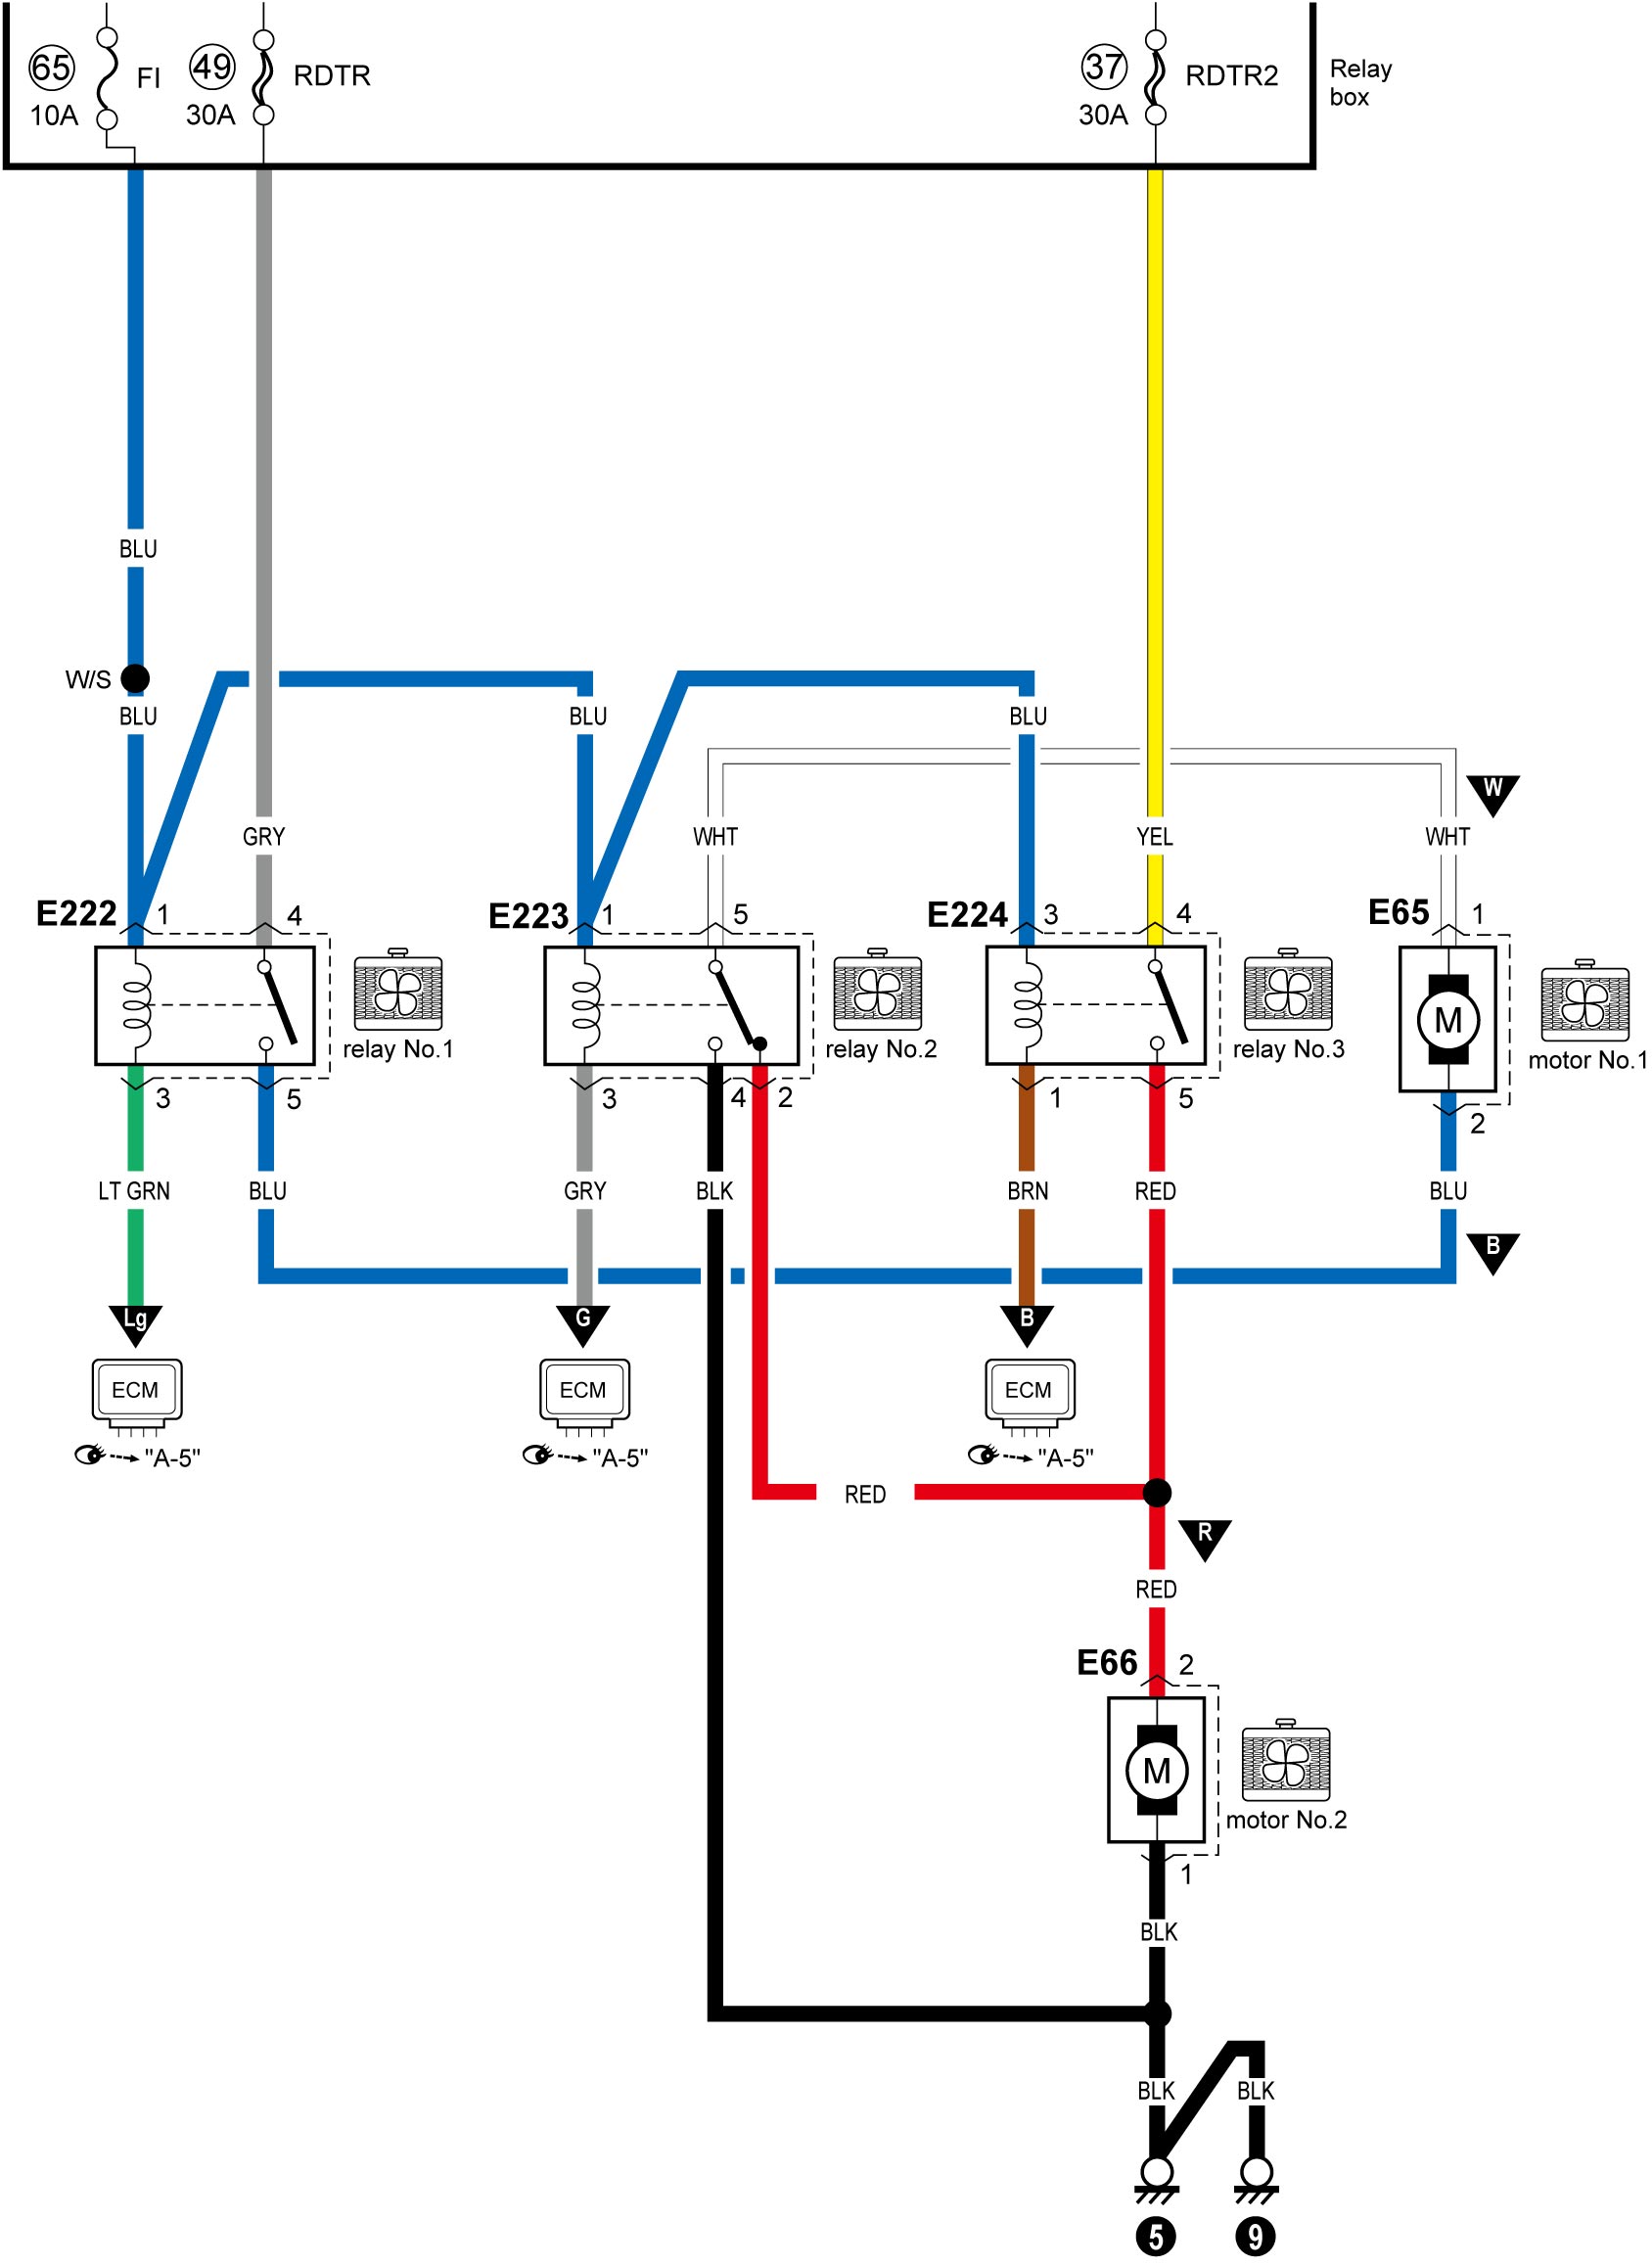 65
FI
10A
49
RDTR
30A
37
RDTR2
30A
Relay
box
BLU
W/S
BLU
BLU
BLU
GRY
WHT
YEL
WHT
W
E222
1
4
E223
1
5
E224
3
4
E65
1
M
relay No.1
relay No.2
relay No.3
motor No.1
3
5
3
4
2
1
5
2
LT GRN
BLU
GRY
BLK
BRN
RED
BLU
B
Lg
G
B
ECM
ECM
ECM
"A-5"
"A-5"
"A-5"
RED
R
RED
E66
2
M
motor No.2
1
BLK
BLK
BLK
5
9